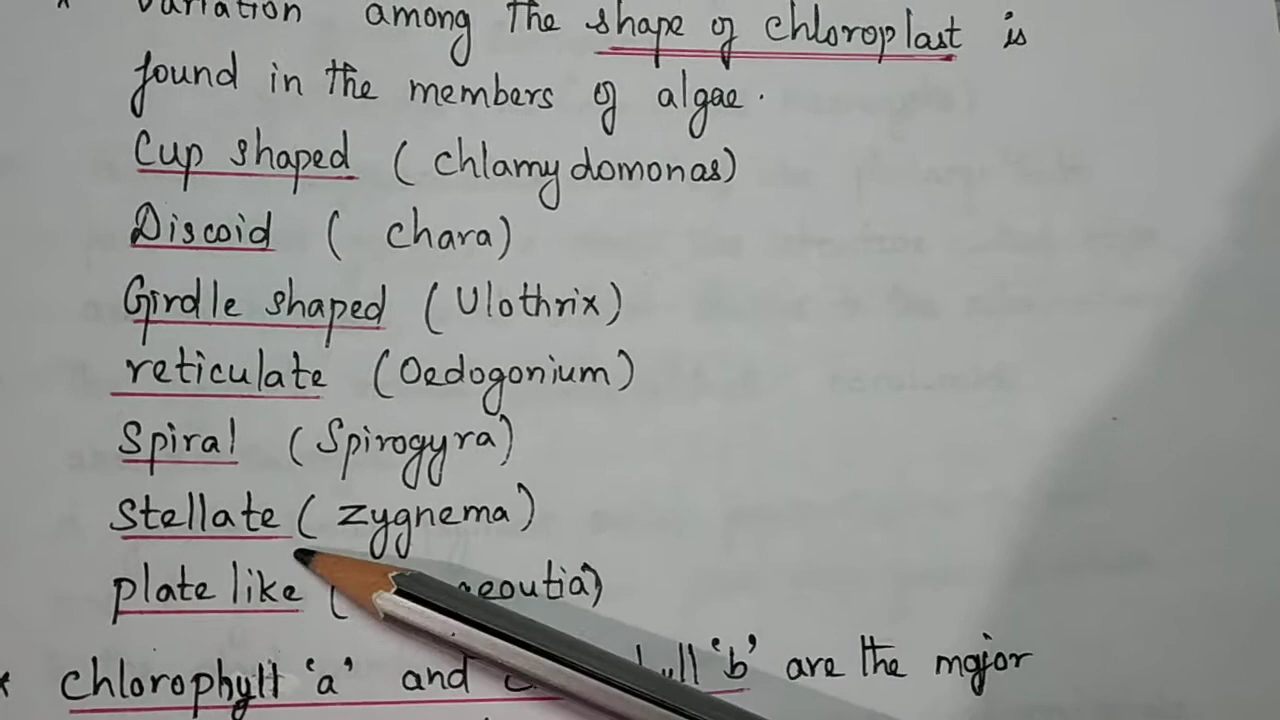 * variation among the shape of chloroplast is
found in the members of algae.
Cup shaped (chlamydomonas)
Discoid ( chara)
Girdle shaped (Ulothrix)
reticulate (Oedogonium)
Spiral (Spirogyra)
Stellate ( zygnema)
plate like (
* chlorophyll 'a' and 'b' are the major